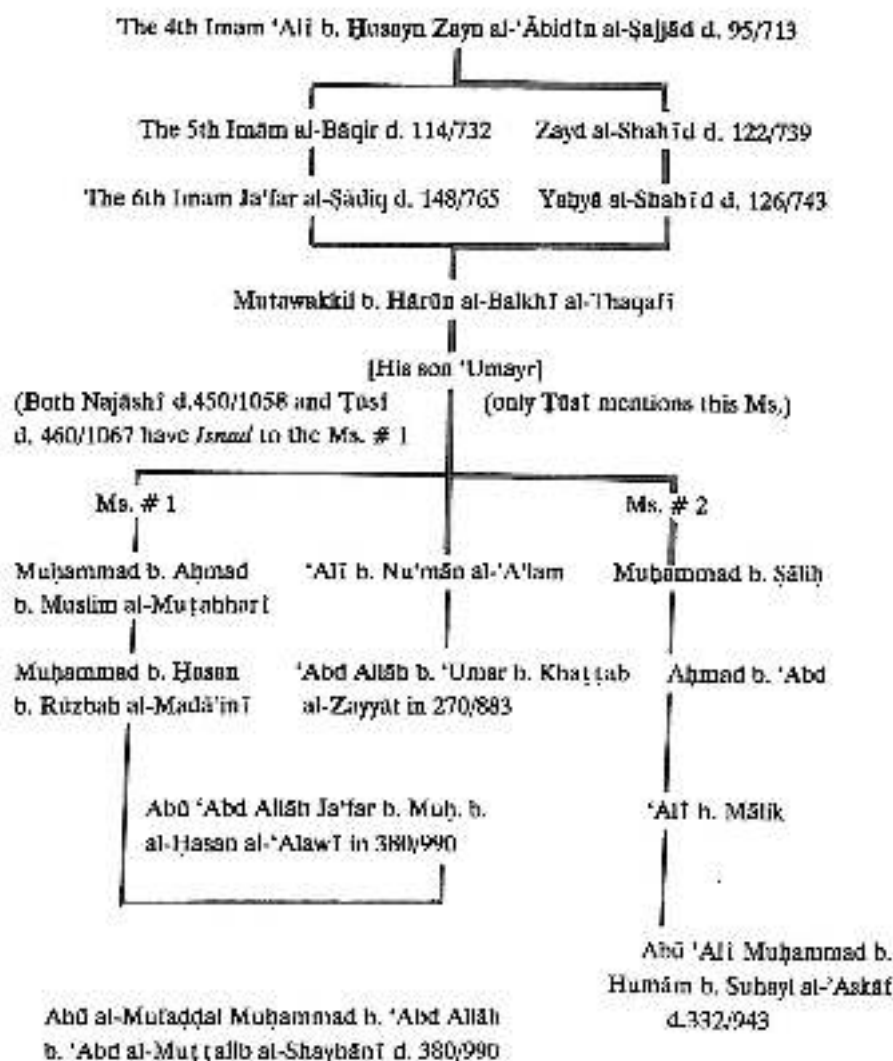 The 4th Imam ‘Alī b. Ḥusayn Zayn al-‘Ābidīn al-Ṣajjād d. 95/713
The 5th Imām al-Bāqir d. 114/732
Zayd al-Shahīd d. 122/739
The 6th Imam Ja‘far al-Ṣādiq d. 148/765
Yaḥyā al-Shahīd d. 126/743
Mutawakkil b. Hārūn al-Balkhī al-Thaqafī
[His son ‘Umayr]
(Both Najāshī d.450/1058 and Ṭūsī
d. 460/1067 have Isnad to the Ms. # 1
(only Ṭūsī mentions this Ms.)
Ms. # 1
Ms. # 2
Muḥammad b. Aḥmad
b. Muslim al-Muṭahharī
‘Alī b. Nu‘mān al-’A‘lam
Muḥammad b. Ṣāliḥ
Muḥammad b. Ḥasan
b. Rūzbah al-Madā’inī
‘Abd Allāh b. ‘Umar b. Khaṭṭab
al-Zayyāt in 270/883
Aḥmad b. ‘Abd
Abū ‘Abd Allāh Ja‘far b. Muḥ. b.
al-Ḥasan al-‘Alawī in 380/990
‘Alī b. Mālik
Abū ‘Alī Muḥammad b.
Humām b. Suhayl al-’Askāf
d.332/943
Abū al-Mufaḍḍal Muḥammad b. ‘Abd Allāh
b. ‘Abd al-Muṭṭalib al-Shaybānī d. 380/990